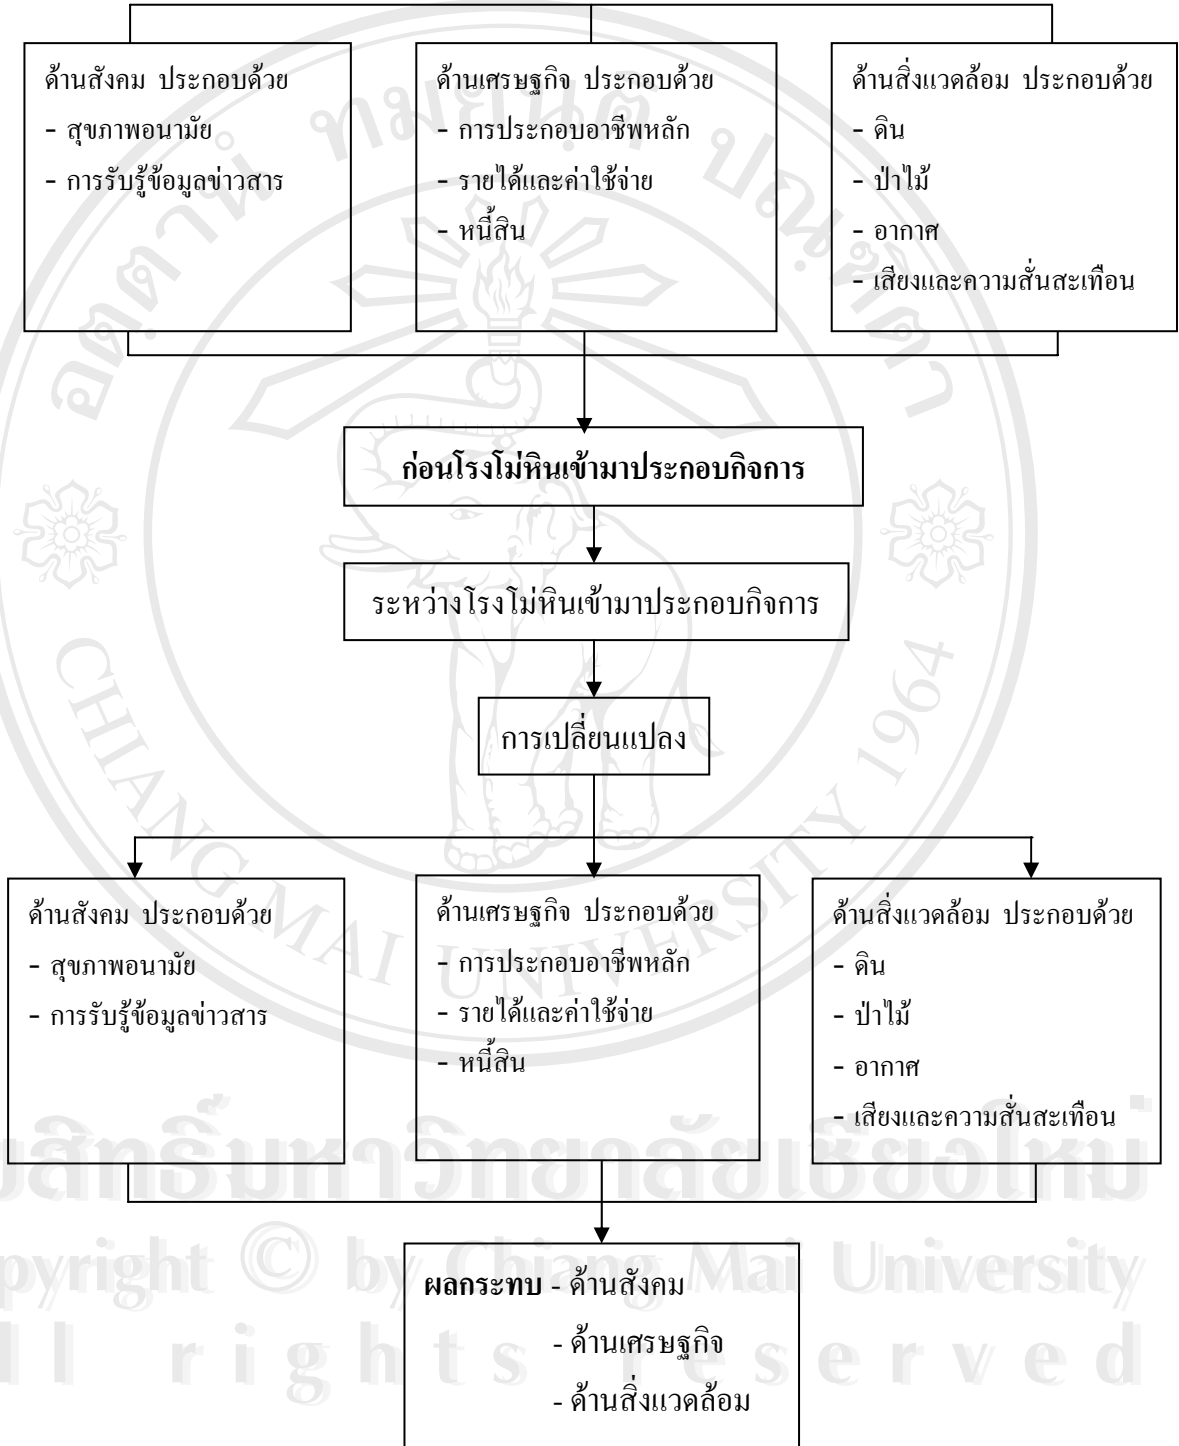 ด้านสังคม ประกอบด้วย
- สุขภาพอนามัย
- การรับรู้ข้อมูลข่าวสาร
ด้านเศรษฐกิจ ประกอบด้วย
- การประกอบอาชีพหลัก
- รายได้และค่าใช้จ่าย
- หนี้สิน
ด้านสิ่งแวดล้อม ประกอบด้วย
- ดิน
- ป่าไม้
- อากาศ
- เสียงและความสั่นสะเทือน
ก่อนโรงโม่หินเข้ามาประกอบกิจการ
ระหว่างโรงโม่หินเข้ามาประกอบกิจการ
การเปลี่ยนแปลง
ด้านสังคม ประกอบด้วย
- สุขภาพอนามัย
- การรับรู้ข้อมูลข่าวสาร
ด้านเศรษฐกิจ ประกอบด้วย
- การประกอบอาชีพหลัก
- รายได้และค่าใช้จ่าย
- หนี้สิน
ด้านสิ่งแวดล้อม ประกอบด้วย
- ดิน
- ป่าไม้
- อากาศ
- เสียงและความสั่นสะเทือน
ผลกระทบ - ด้านสังคม
- ด้านเศรษฐกิจ
- ด้านสิ่งแวดล้อม
อตฺตานํ ทมยนฺติ ปณฺฑิตา
CHIANG MAI UNIVERSITY 1964
มหาวิทยาลัยเชียงใหม่
by Chiang Mai University
rights reserved